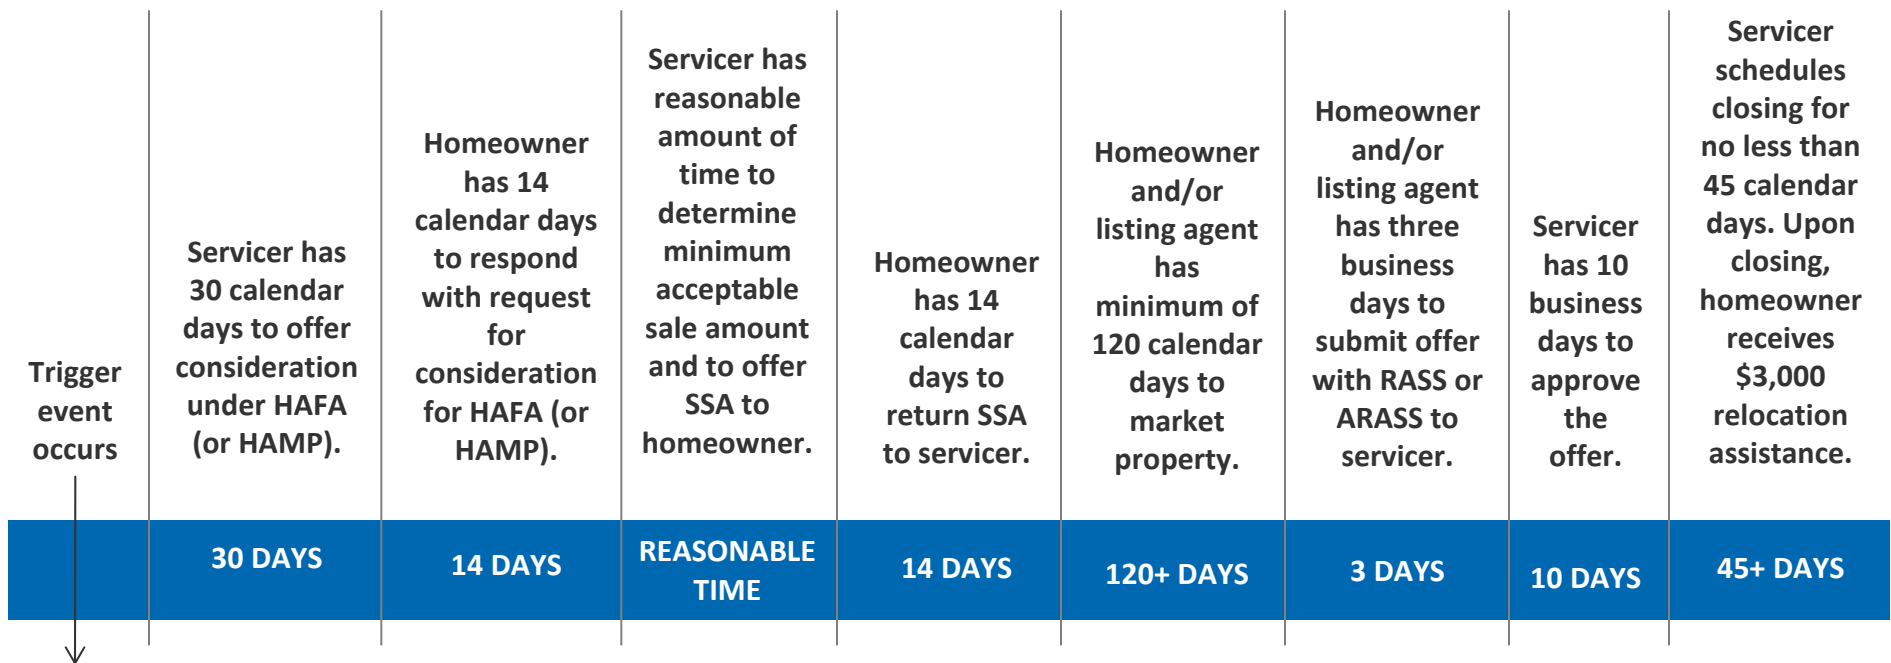 Trigger
event
occurs
Servicer has
30 calendar
days to offer
consideration
under HAFA
(or HAMP).
Homeowner
has 14
calendar days
to respond
with request
for
consideration
for HAFA (or
HAMP).
Servicer has
reasonable
amount of
time to
determine
minimum
acceptable
sale amount
and to offer
SSA to
homeowner.
Homeowner
has 14
calendar
days to
return SSA
to servicer.
Homeowner
and/or
listing agent
has
minimum of
120 calendar
days to
market
property.
Homeowner
and/or
listing agent
has three
business
days to
submit offer
with RASS or
ARASS to
servicer.
Servicer
has 10
business
days to
approve
the
offer.
Servicer
schedules
closing for
no less than
45 calendar
days. Upon
closing,
homeowner
receives
$3,000
relocation
assistance.
30 DAYS
14 DAYS
REASONABLE
TIME
14 DAYS
120+ DAYS
3 DAYS
10 DAYS
45+ DAYS